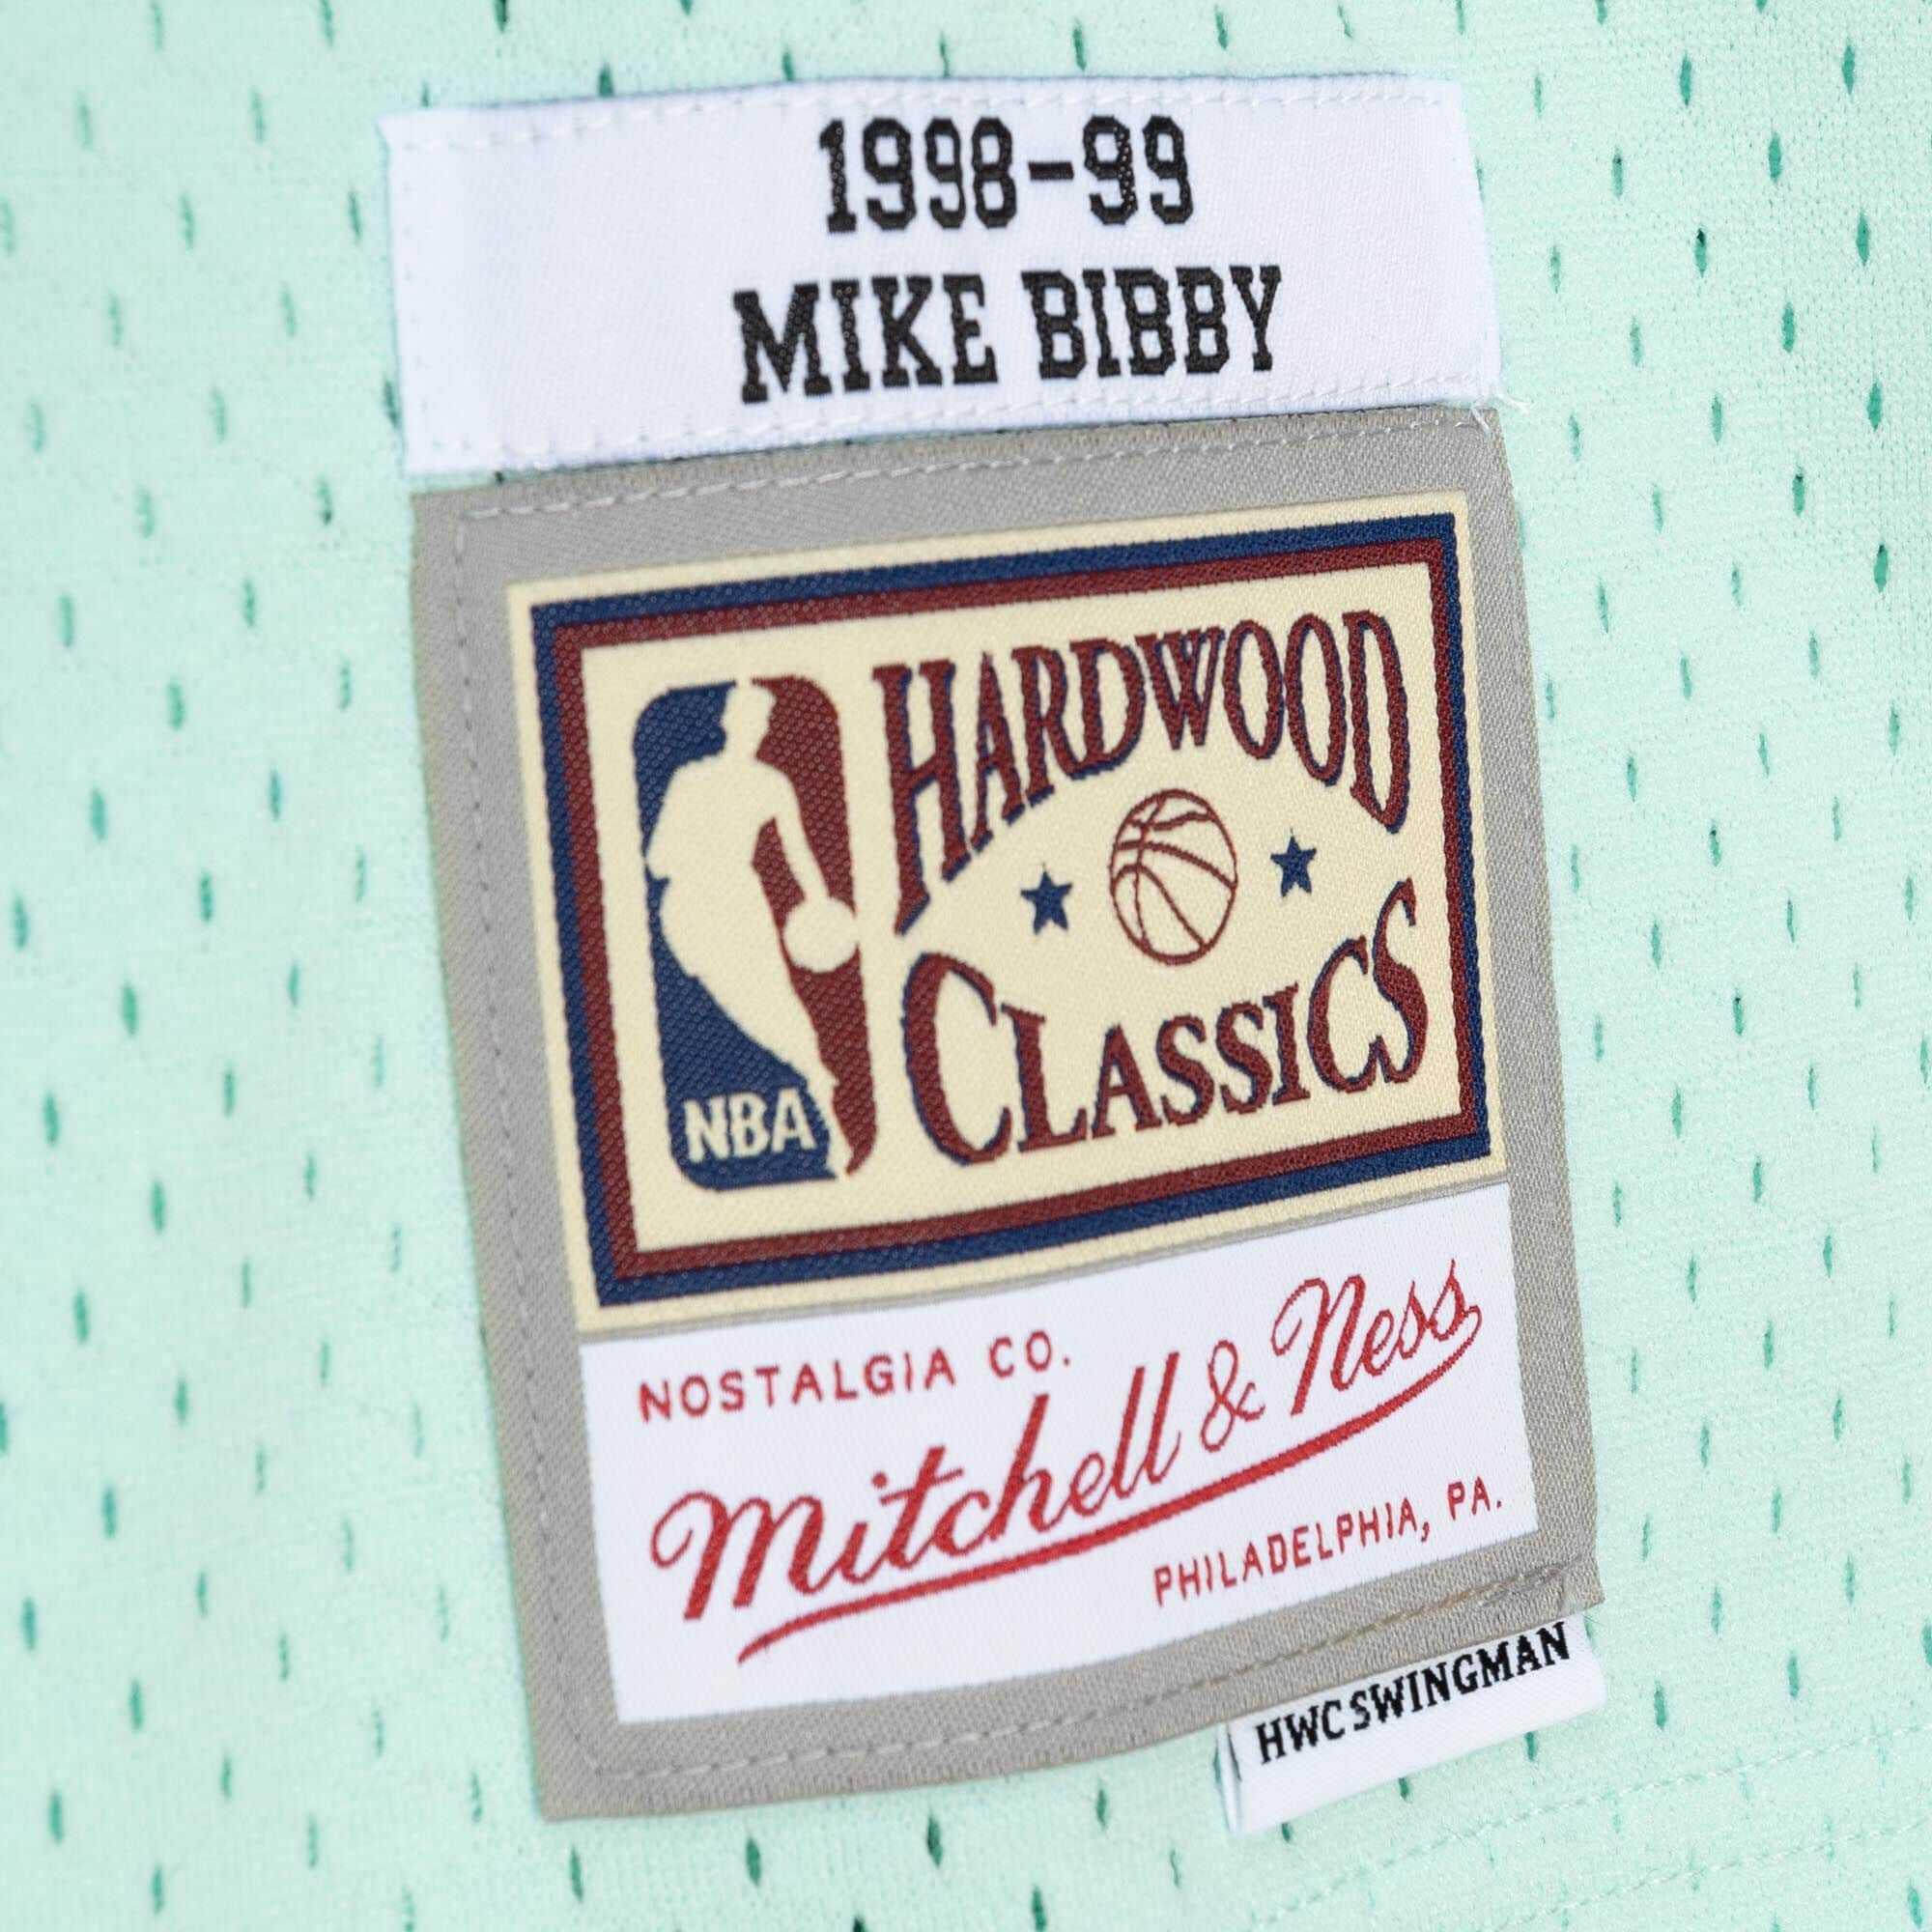 1998-99
MIKE BIBBY
HARDWOOD
CLASSICS
NBA
NOSTALGIA CO.
Mitchell & Ness
PHILADELPHIA, PA.
HWC SWINGMAN